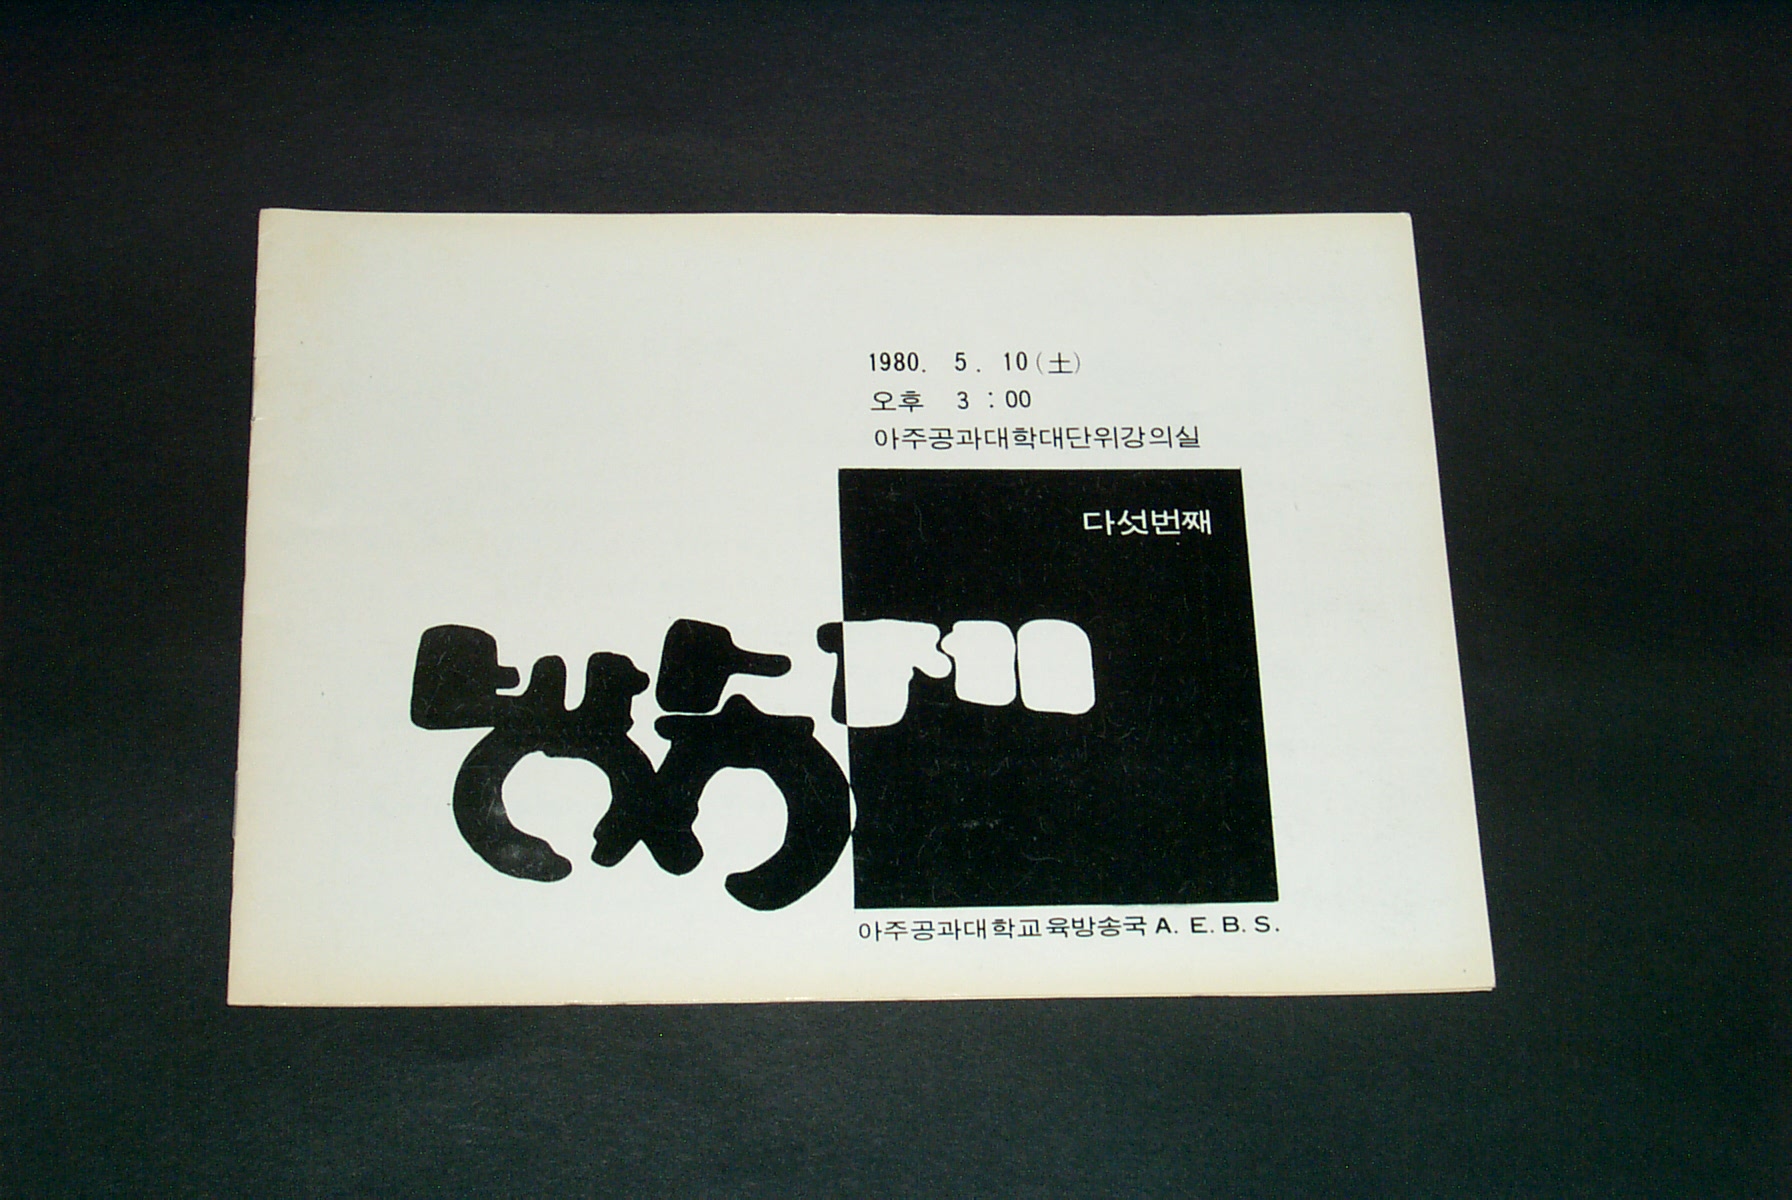 1980. 5. 10(土)
오후 3:00
아주공과대학대단위강의실
다섯번째
방송제
아주공과대학교육방송국 A. E. B. S.